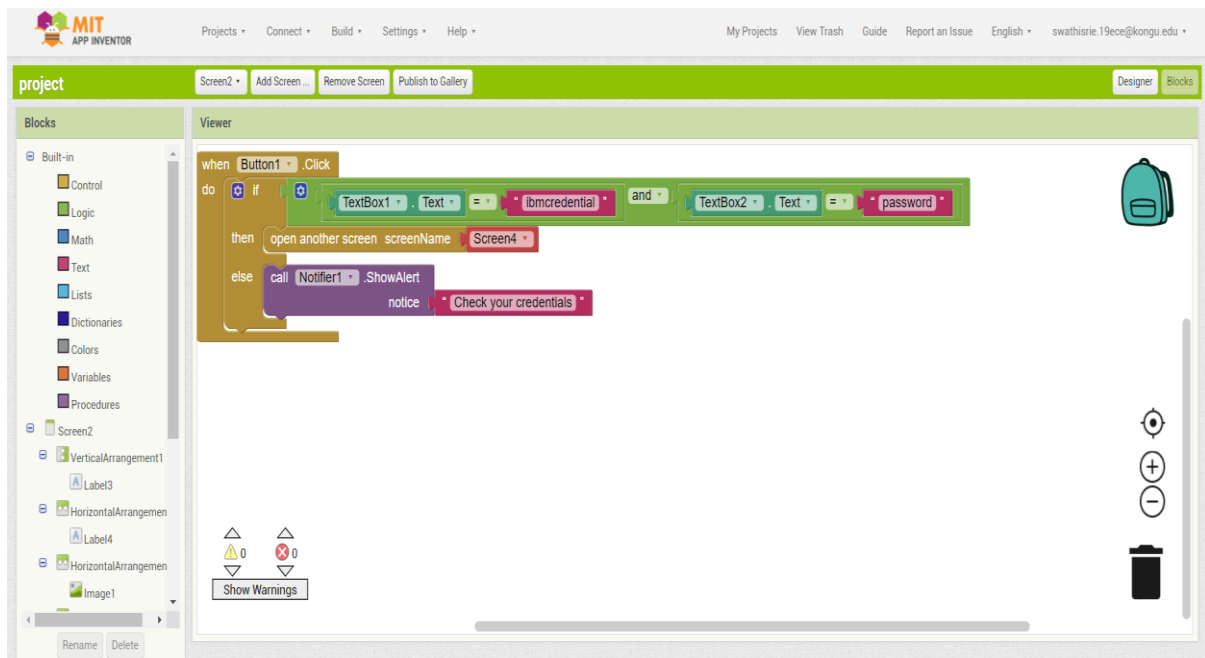 MIT
APP INVENTOR
Projects Connect Build Settings Help My Projects View Trash Guide Report an Issue English swathisrie.19ece@kongu.edu
project Screen2 Add Screen ... Remove Screen Publish to Gallery Designer Blocks
Blocks Viewer
Built-in
Control
Logic
Math
Text
Lists
Dictionaries
Colors
Variables
Procedures
Screen2
VerticalArrangement1
Label3
HorizontalArrangemen
Label4
HorizontalArrangemen
Image1
Rename Delete
when Button1 .Click
do if TextBox1 . Text = " ibmcredential " and TextBox2 . Text = " password "
then open another screen screenName Screen4
else call Notifier1 .ShowAlert
notice " Check your credentials "
0 0
Show Warnings